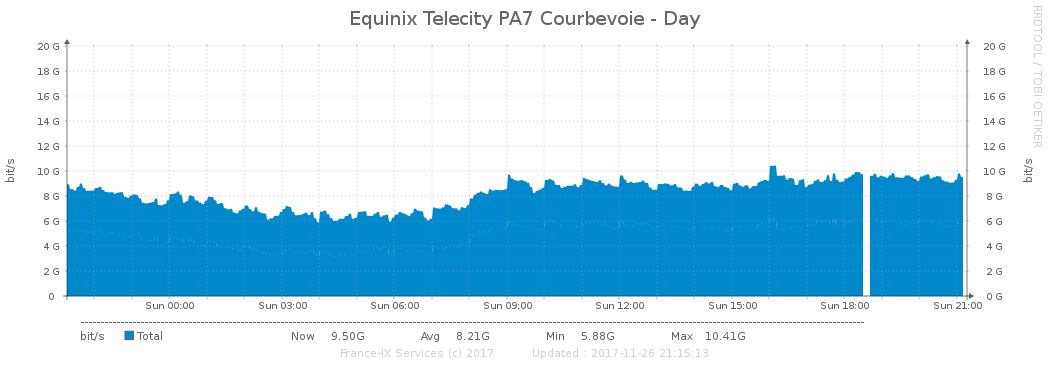 Equinix Telecity PA7 Courbevoie - Day
RRDTOOL / TOBI OETIKER
bit/s
bit/s
20 G 20 G
18 G 18 G
16 G 16 G
14 G 14 G
12 G 12 G
10 G 10 G
8 G 8 G
6 G 6 G
4 G 4 G
2 G 2 G
0 0 G
Sun 00:00 Sun 03:00 Sun 06:00 Sun 09:00 Sun 12:00 Sun 15:00 Sun 18:00 Sun 21:00
bit/s Total Now 9.50G Avg 8.21G Min 5.88G Max 10.41G
France-IX Services (c) 2017 Updated : 2017-11-26 21:15:13